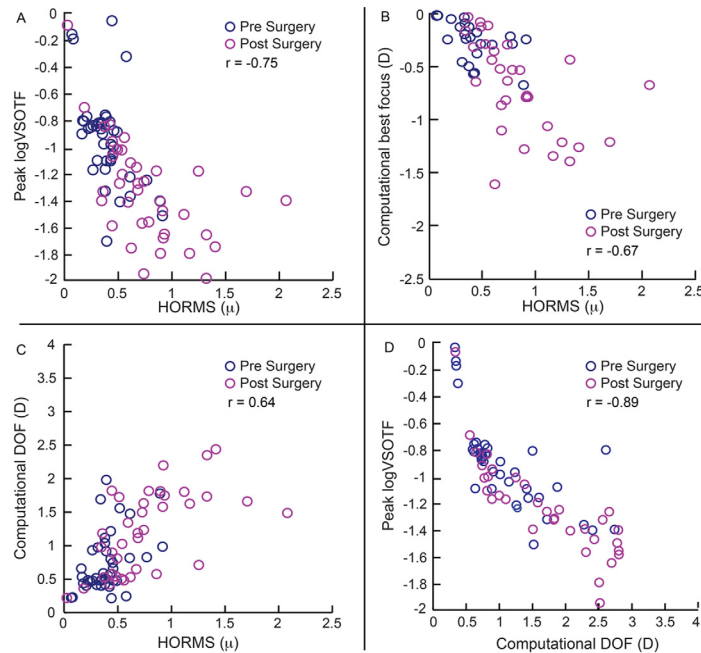 A
0
-0.2
-0.4
-0.6
-0.8
-1
-1.2
-1.4
-1.6
-1.8
-2
Peak logVSOTF
0 0.5 1 1.5 2 2.5
HORMS (μ)
Pre Surgery
Post Surgery
r = -0.75
B
0
-0.5
-1
-1.5
-2
-2.5
Computational best focus (D)
0 0.5 1 1.5 2 2.5
HORMS (μ)
Pre Surgery
Post Surgery
r = -0.67
C
4
3.5
3
2.5
2
1.5
1
0.5
0
Computational DOF (D)
0 0.5 1 1.5 2 2.5
HORMS (μ)
Pre Surgery
Post Surgery
r = 0.64
D
0
-0.2
-0.4
-0.6
-0.8
-1
-1.2
-1.4
-1.6
-1.8
-2
Peak logVSOTF
0 0.5 1 1.5 2 2.5 3 3.5 4
Computational DOF (D)
Pre Surgery
Post Surgery
r = -0.89